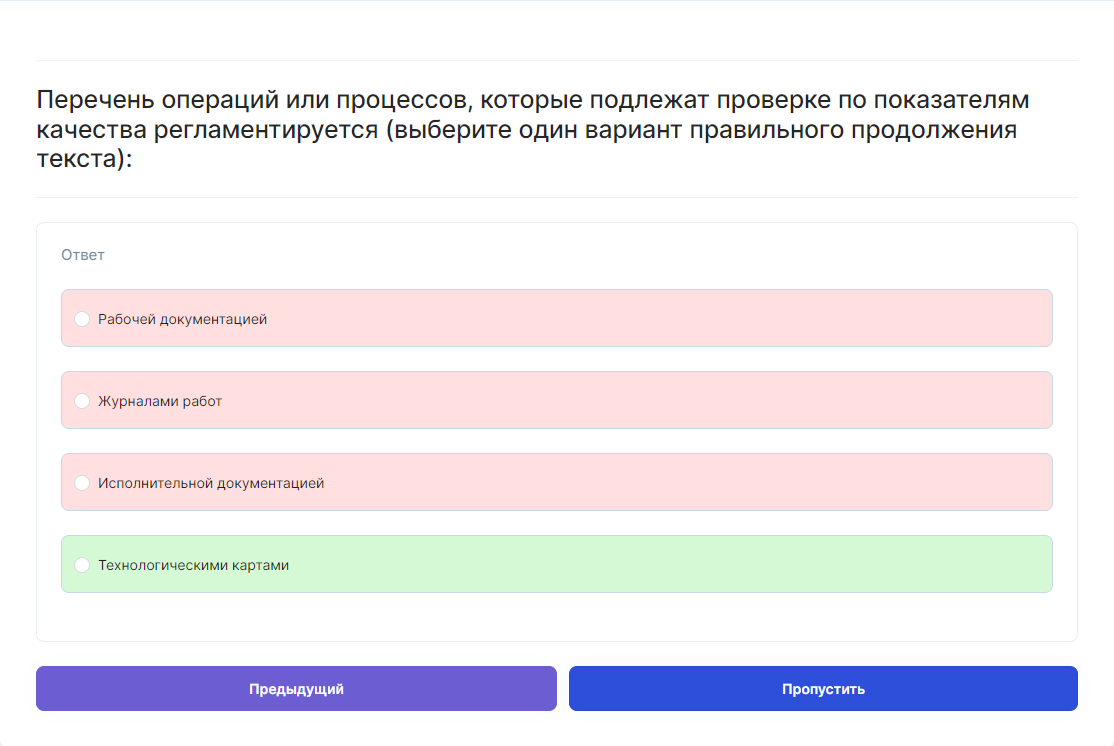 Перечень операций или процессов, которые подлежат проверке по показателям
качества регламентируется (выберите один вариант правильного продолжения
текста):
Ответ
Рабочей документацией
Журналами работ
Исполнительной документацией
Технологическими картами
Предыдущий
Пропустить